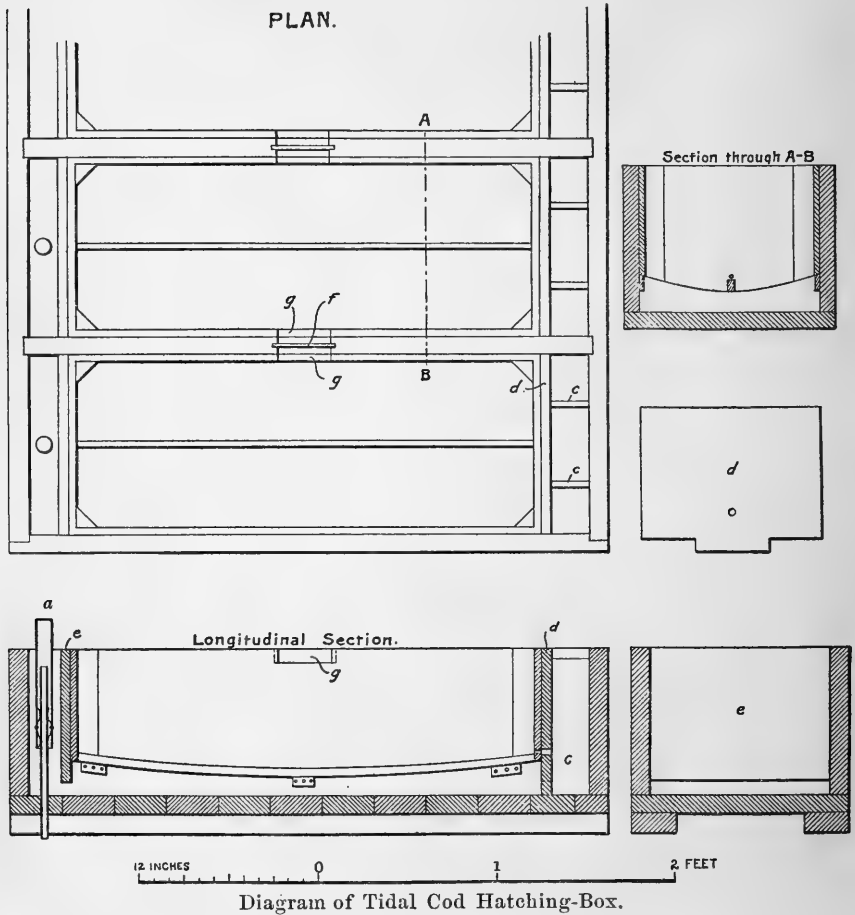 PLAN.
A
Section through A-B
g
f
g
B
d
c
c
d
a
e
Longitudinal Section.
d
g
c
e
12 INCHES 0 1 2 FEET
Diagram of Tidal Cod Hatching-Box.